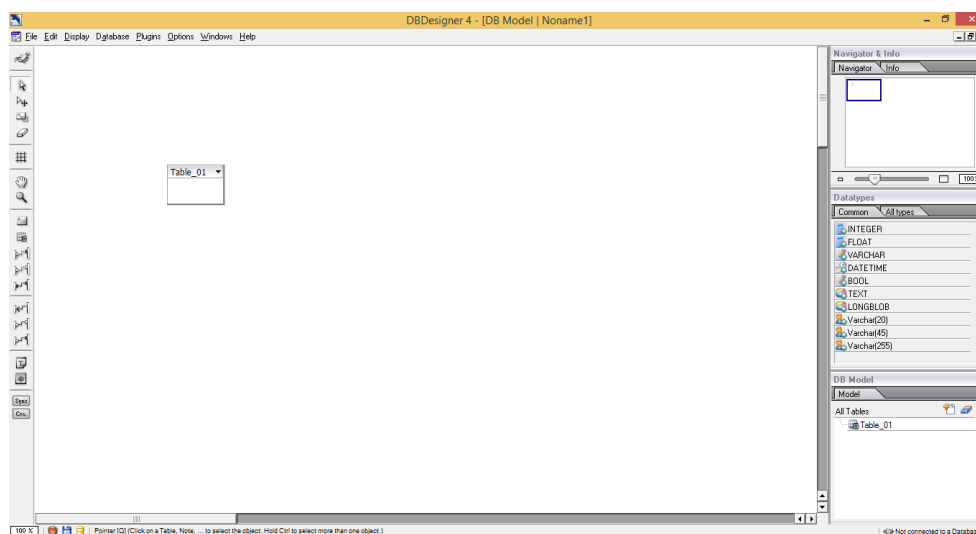 DBDesigner 4 - [DB Model | Noname1]
File Edit Display Database Plugins Options Windows Help
Navigator & Info
Navigator Info
Table_01
100
Datatypes
Common All types
INTEGER
FLOAT
VARCHAR
DATETIME
BOOL
TEXT
LONGBLOB
Varchar(20)
Varchar(45)
Varchar(255)
DB Model
Model
All Tables
Table_01
Sync
100 % Pointer [Q] (Click on a Table, Note, ... to select the object. Hold Ctrl to select more than one object.) Not connected to a Databas